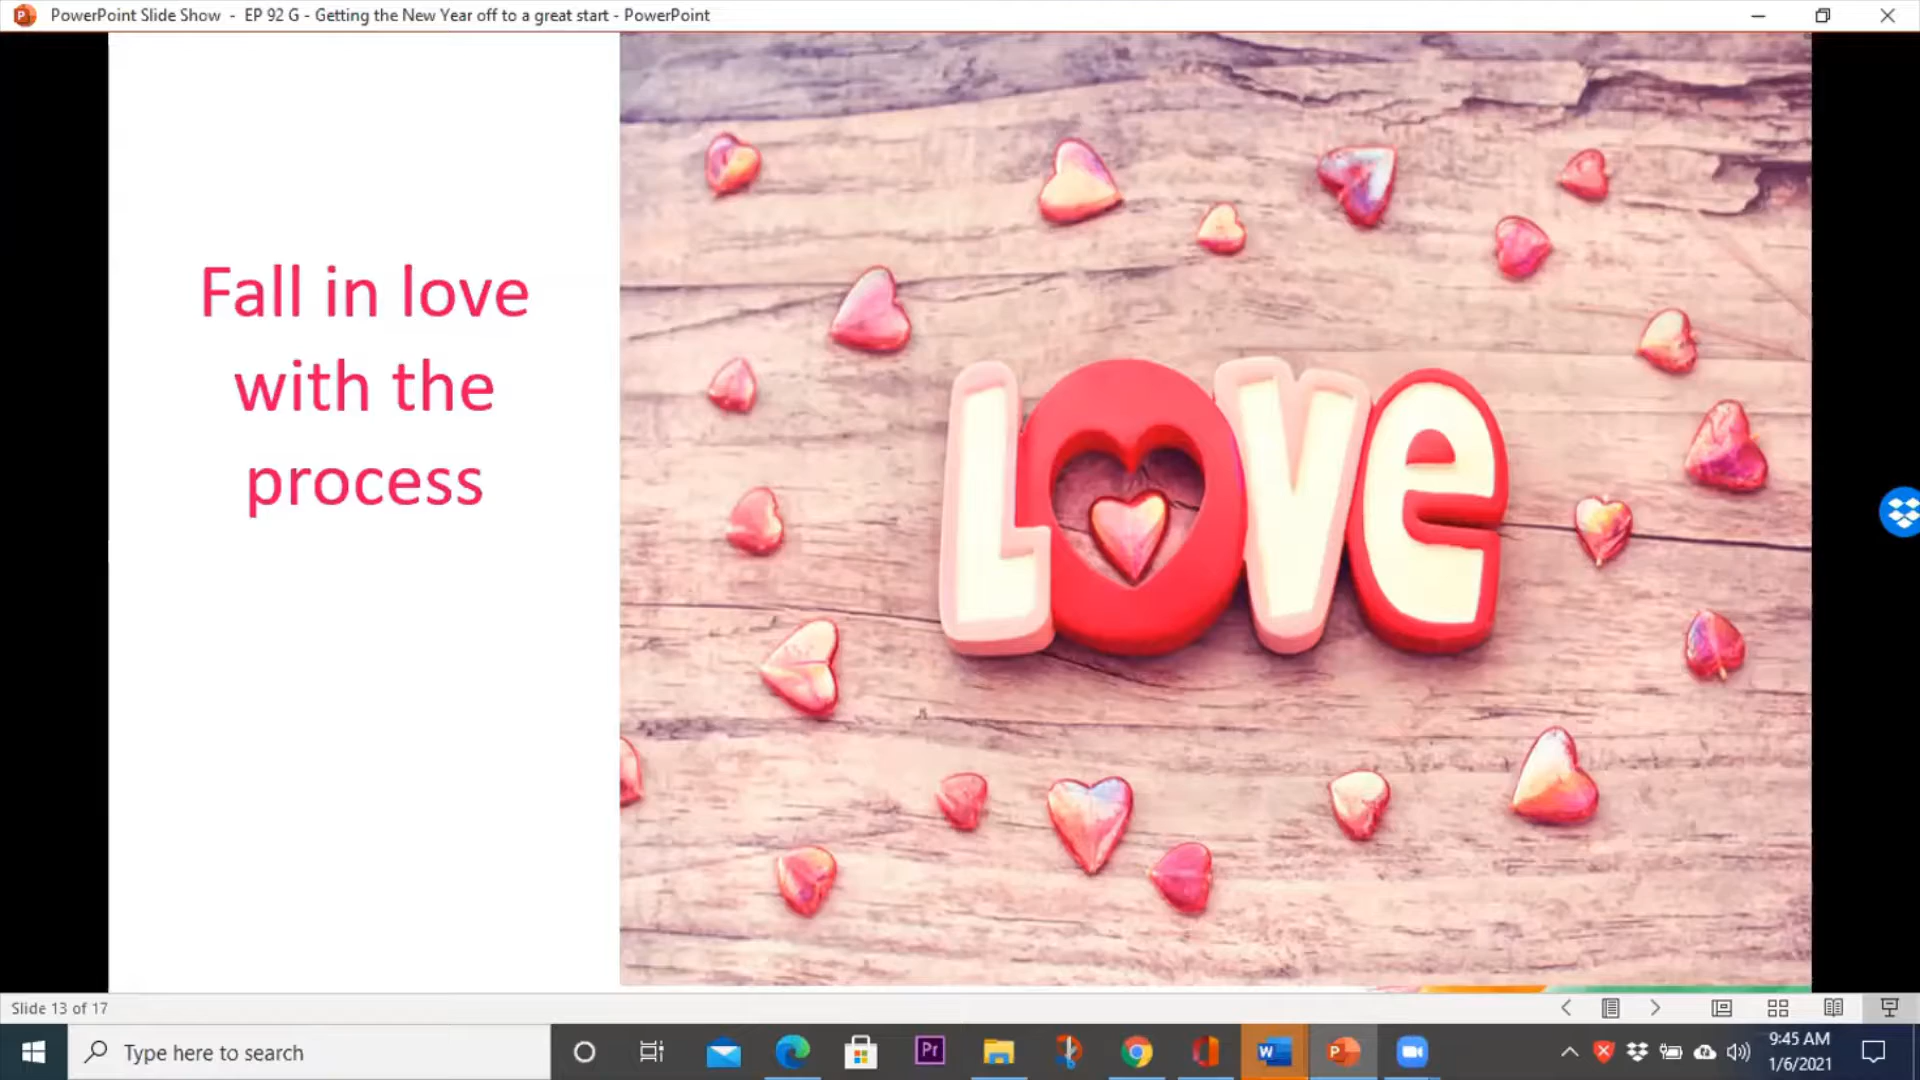 PowerPoint Slide Show - EP 92 G - Getting the New Year off to a great start - PowerPoint
Fall in love
with the
process
LOVe
Slide 13 of 17
Type here to search
Pr
W
P
9:45 AM
1/6/2021